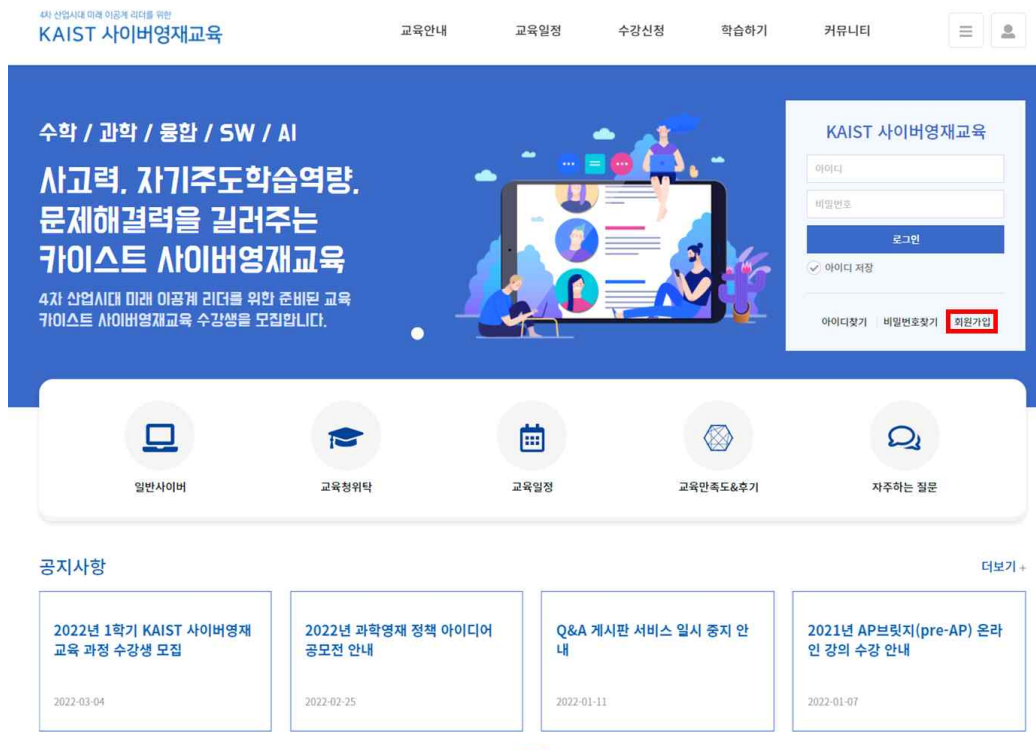 4차 산업시대 미래 이공계 리더를 위한
KAIST 사이버영재교육
교육안내
교육일정
수강신청
학습하기
커뮤니티
수학 / 과학 / 융합 / SW / AI
사고력, 자기주도학습역량,
문제해결력을 길러주는
카이스트 사이버영재교육
4차 산업시대 미래 이공계 리더를 위한 준비된 교육
카이스트 사이버영재교육 수강생을 모집합니다.
KAIST 사이버영재교육
아이디
비밀번호
로그인
아이디 저장
아이디찾기
비밀번호찾기
회원가입
일반사이버
교육청위탁
교육일정
교육만족도&후기
자주하는 질문
공지사항
더보기 +
2022년 1학기 KAIST 사이버영재
교육 과정 수강생 모집
2022-03-04
2022년 과학영재 정책 아이디어
공모전 안내
2022-02-25
Q&A 게시판 서비스 일시 중지 안
내
2022-01-11
2021년 AP브릿지(pre-AP) 온라
인 강의 수강 안내
2022-01-07